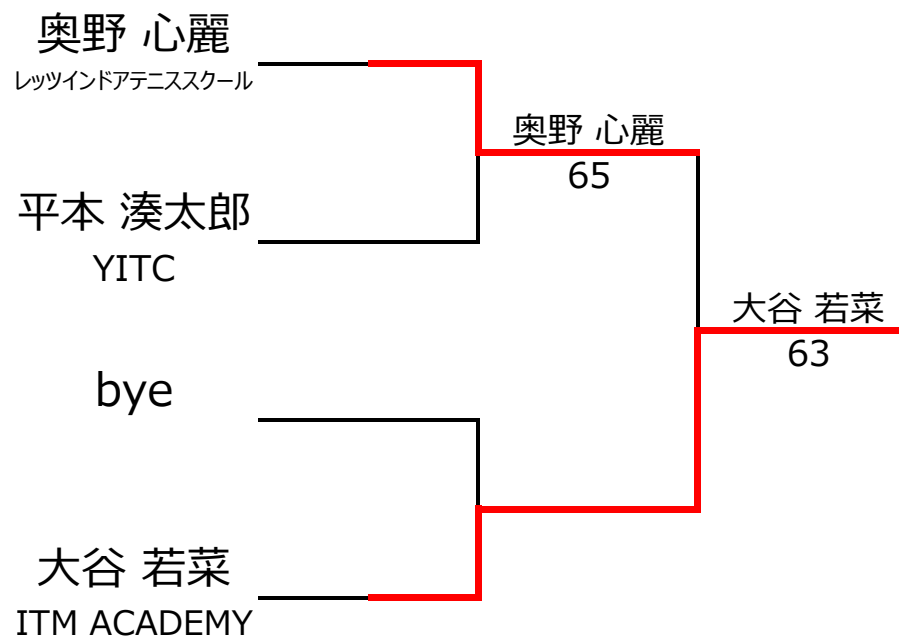 奥野 心麗
レッツインドアテニススクール
奥野 心麗
65
平本 湊太郎
YITC
大谷 若菜
63
bye
大谷 若菜
ITM ACADEMY